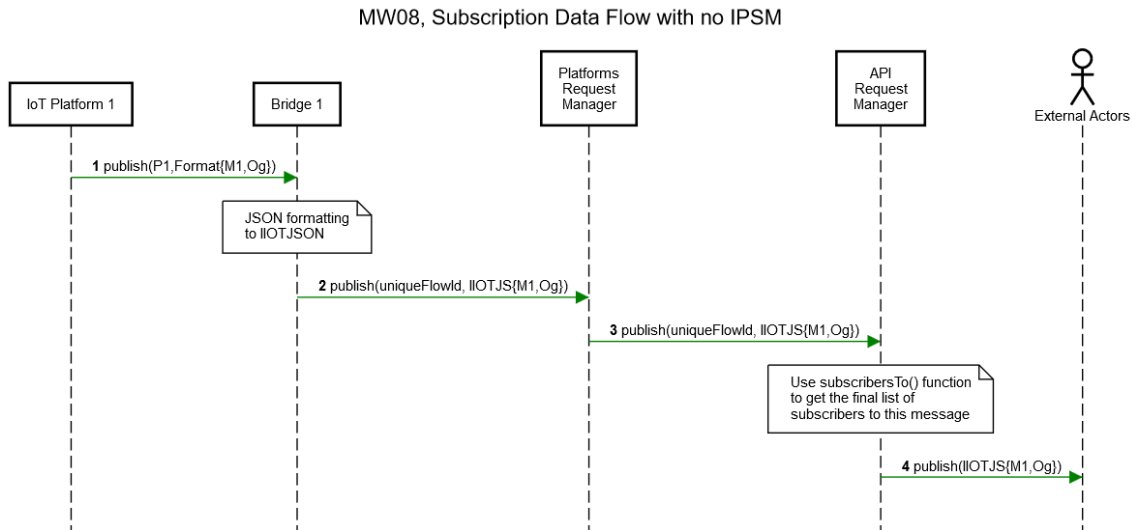 MW08, Subscription Data Flow with no IPSM
IoT Platform 1
Bridge 1
Platforms
Request
Manager
API
Request
Manager
External Actors
1 publish(P1,Format{M1,Og})
JSON formatting
to IIOTJSON
2 publish(uniqueFlowId, IIOTJS{M1,Og})
3 publish(uniqueFlowId, IIOTJS{M1,Og})
Use subscribersTo() function
to get the final list of
subscribers to this message
4 publish(IIOTJS{M1,Og})